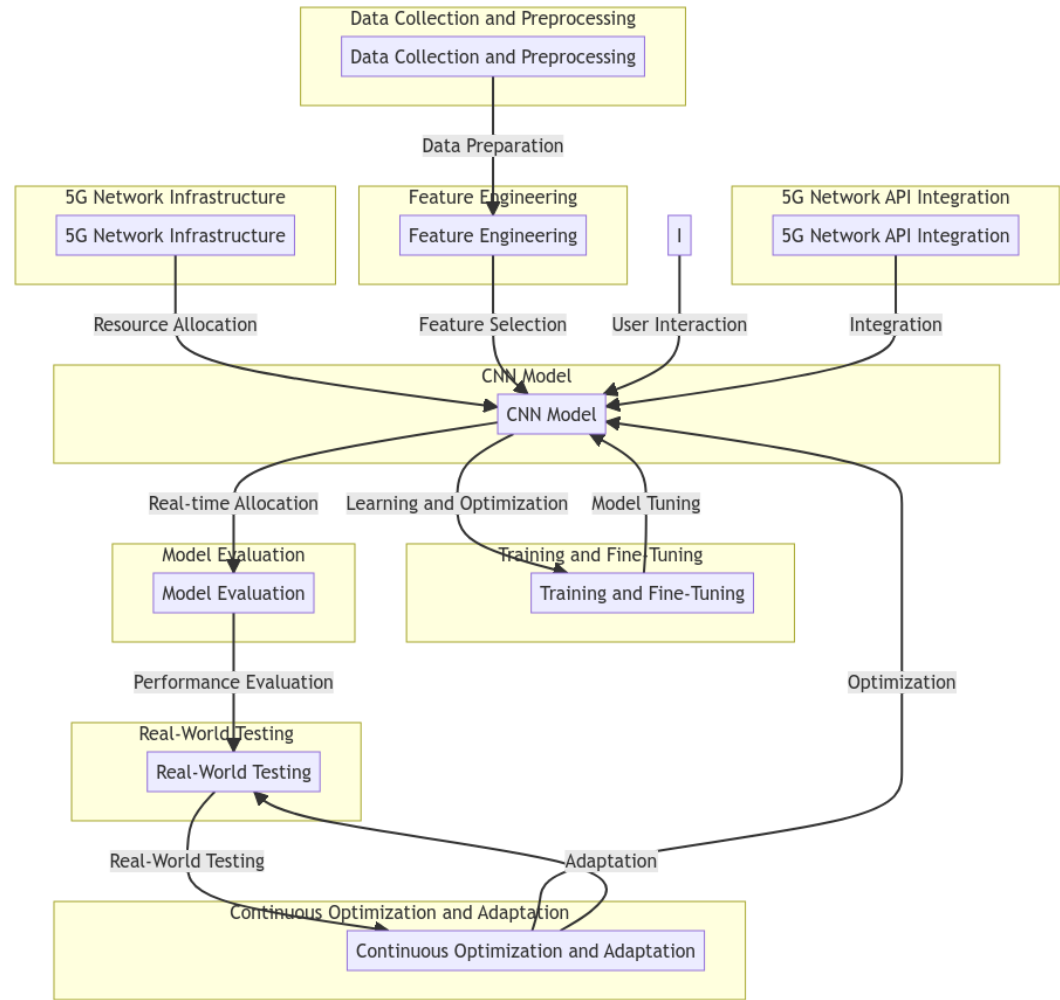 Data Collection and Preprocessing
Data Collection and Preprocessing
Data Preparation
5G Network Infrastructure
5G Network Infrastructure
Feature Engineering
Feature Engineering
I
5G Network API Integration
5G Network API Integration
Resource Allocation
Feature Selection
User Interaction
Integration
CNN Model
CNN Model
Real-time Allocation
Learning and Optimization
Model Tuning
Model Evaluation
Model Evaluation
Training and Fine-Tuning
Training and Fine-Tuning
Performance Evaluation
Optimization
Real-World Testing
Real-World Testing
Real-World Testing
Adaptation
Continuous Optimization and Adaptation
Continuous Optimization and Adaptation